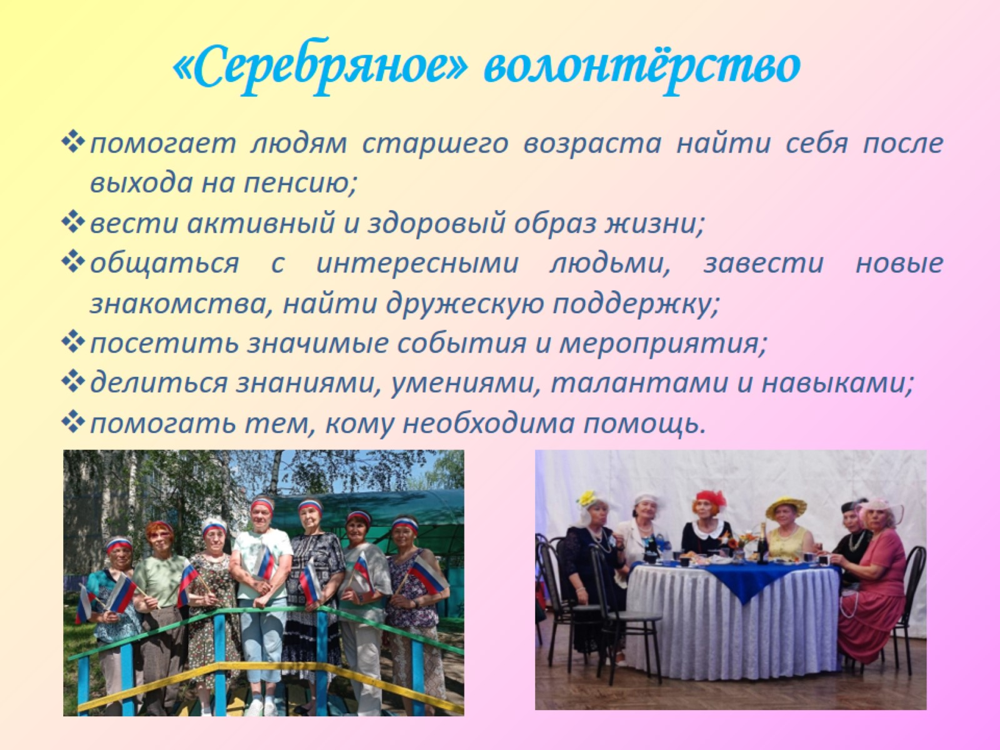 «Серебряное» волонтёрство
помогает людям старшего возраста найти себя после
выхода на пенсию;
вести активный и здоровый образ жизни;
общаться с интересными людьми, завести новые
знакомства, найти дружескую поддержку;
посетить значимые события и мероприятия;
делиться знаниями, умениями, талантами и навыками;
помогать тем, кому необходима помощь.